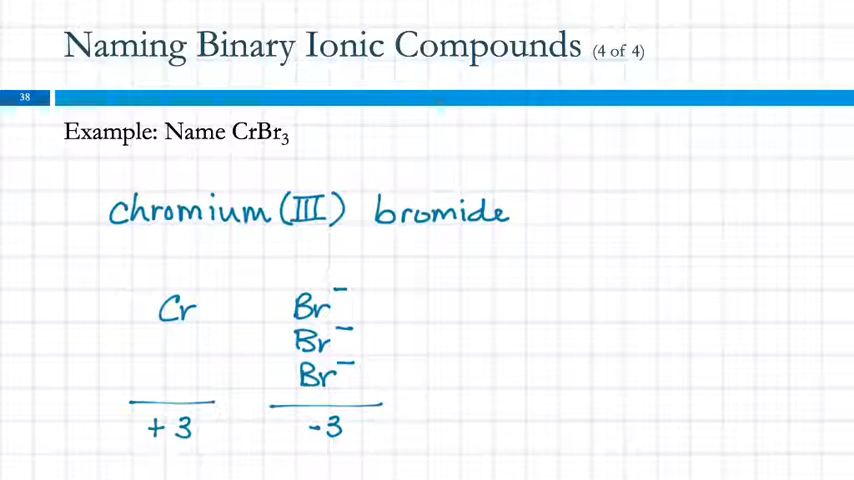 Naming Binary Ionic Compounds (4 of 4)
38
Example: Name CrBr₃
chromium (III) bromide
Cr Br⁻
Br⁻
Br⁻
+3 -3